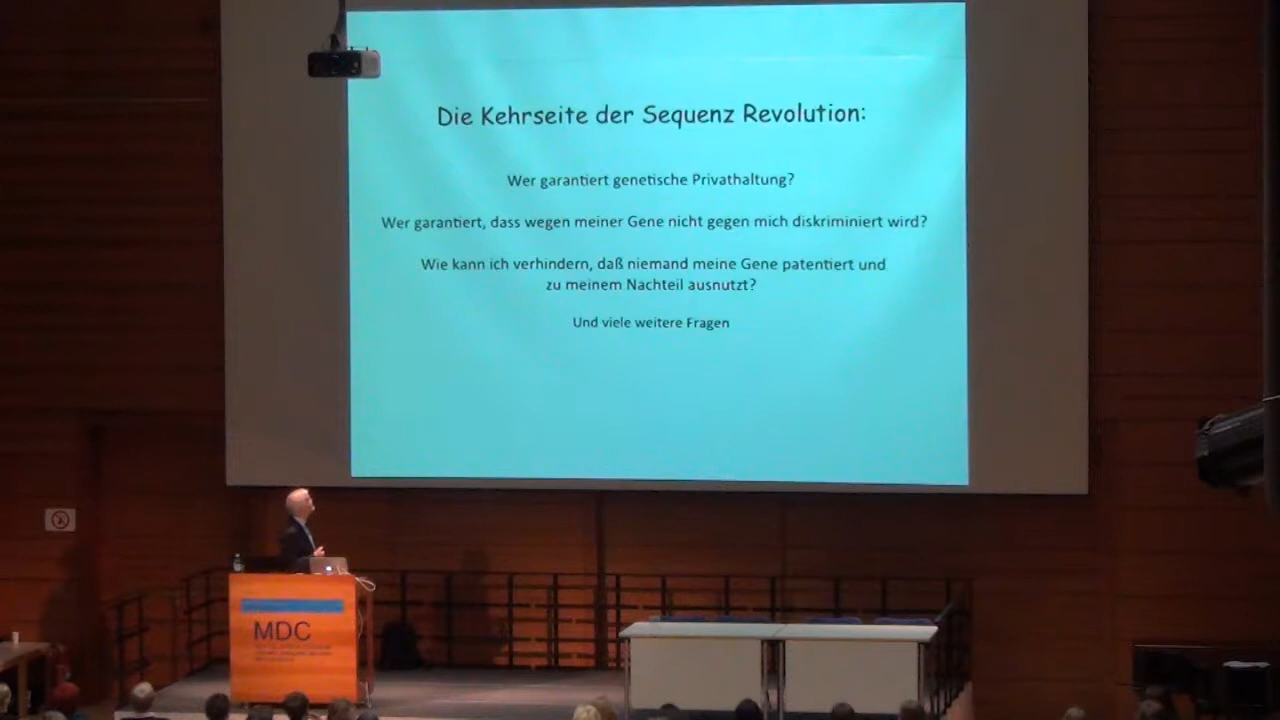 Die Kehrseite der Sequenz Revolution:
Wer garantiert genetische Privathaltung?
Wer garantiert, dass wegen meiner Gene nicht gegen mich diskriminiert wird?
Wie kann ich verhindern, daß niemand meine Gene patentiert und
zu meinem Nachteil ausnutzt?
Und viele weitere Fragen
MDC